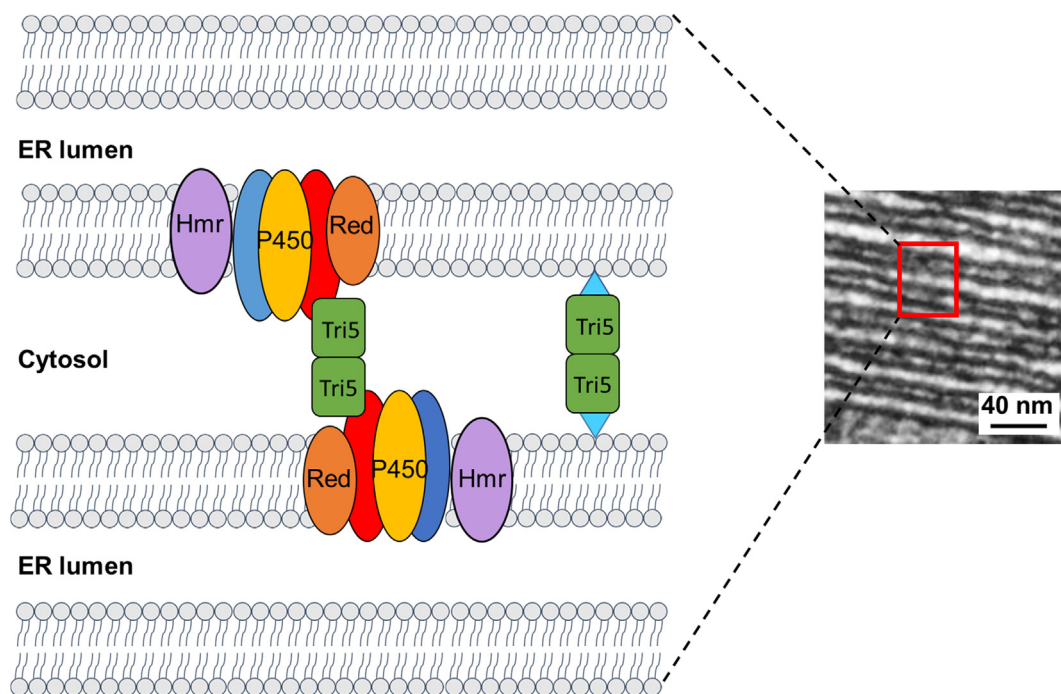 ER lumen
Hmr
P450
Red
Tri5
Tri5
Cytosol
Tri5
Tri5
40 nm
Red
P450
Hmr
ER lumen